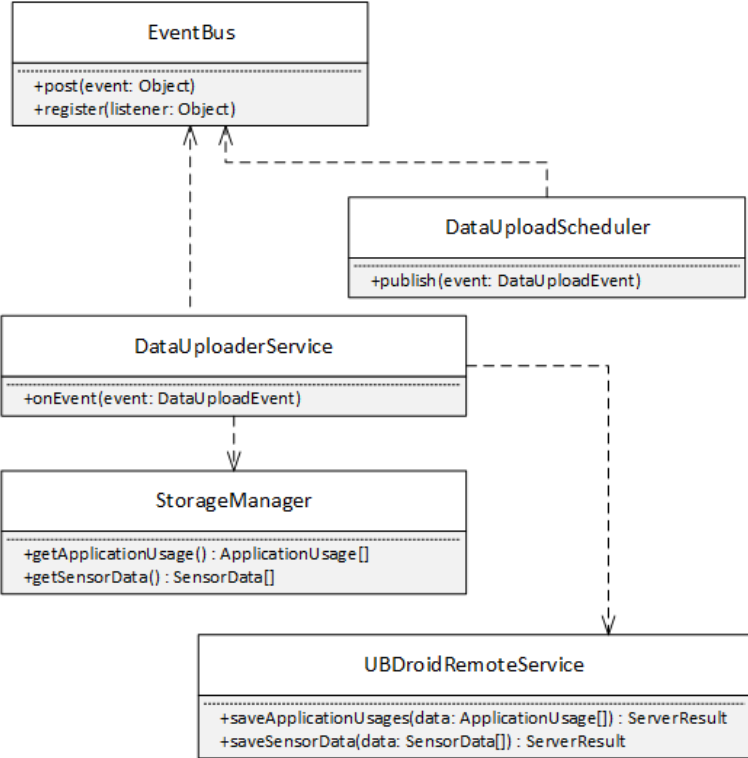 EventBus
+post(event: Object)
+register(listener: Object)
DataUploadScheduler
+publish(event: DataUploadEvent)
DataUploaderService
+onEvent(event: DataUploadEvent)
StorageManager
+getApplicationUsage() : ApplicationUsage[]
+getSensorData() : SensorData[]
UBDroidRemoteService
+saveApplicationUsages(data: ApplicationUsage[]) : ServerResult
+saveSensorData(data: SensorData[]) : ServerResult